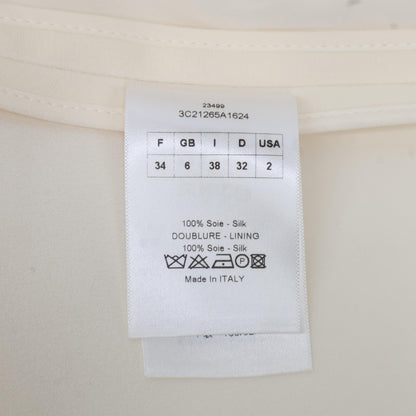 23499
3C21265A1624
F GB I D USA
34 6 38 32 2
100% Soie - Silk
DOUBLURE - LINING
100% Soie - Silk
P
Made In ITALY